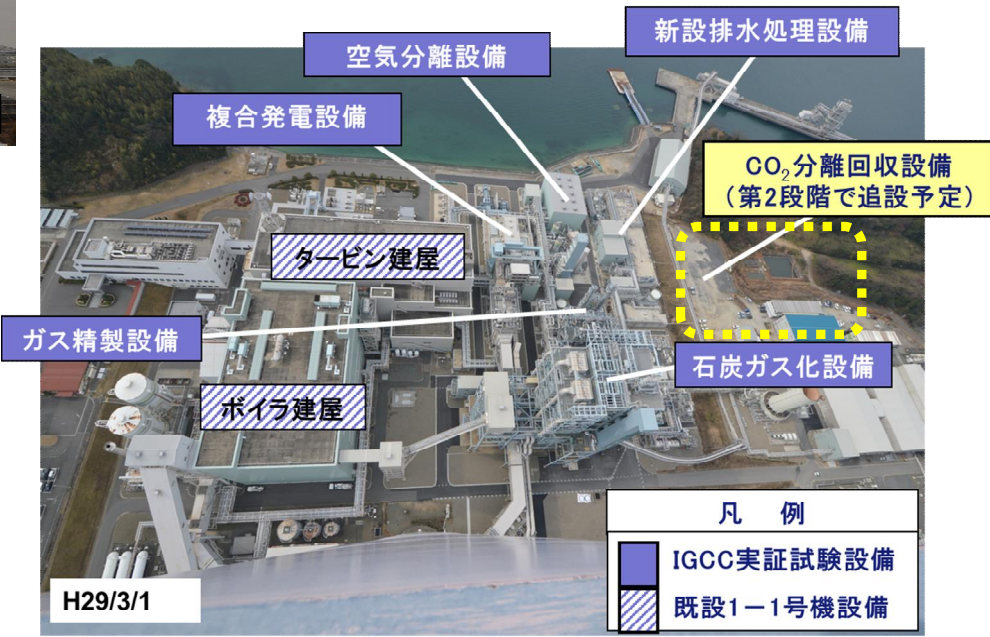 新設排水処理設備
空気分離設備
複合発電設備
CO₂分離回収設備
（第2段階で追設予定）
タービン建屋
ガス精製設備
石炭ガス化設備
ボイラ建屋
凡 例
IGCC実証試験設備
既設1－1号機設備
H29/3/1